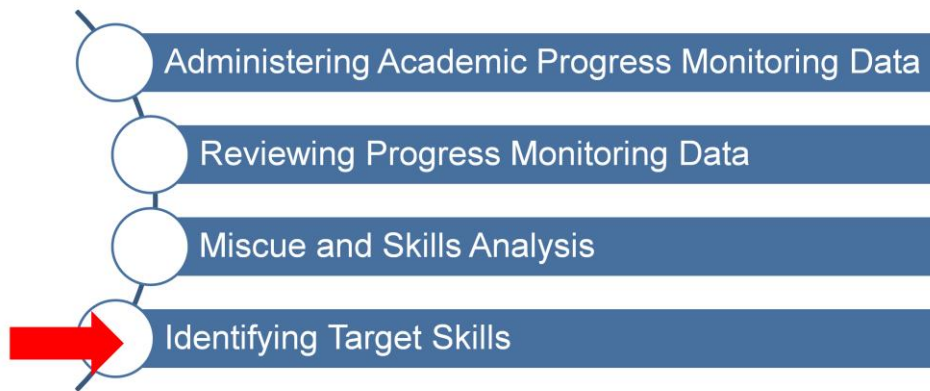 Administering Academic Progress Monitoring Data
Reviewing Progress Monitoring Data
Miscue and Skills Analysis
Identifying Target Skills